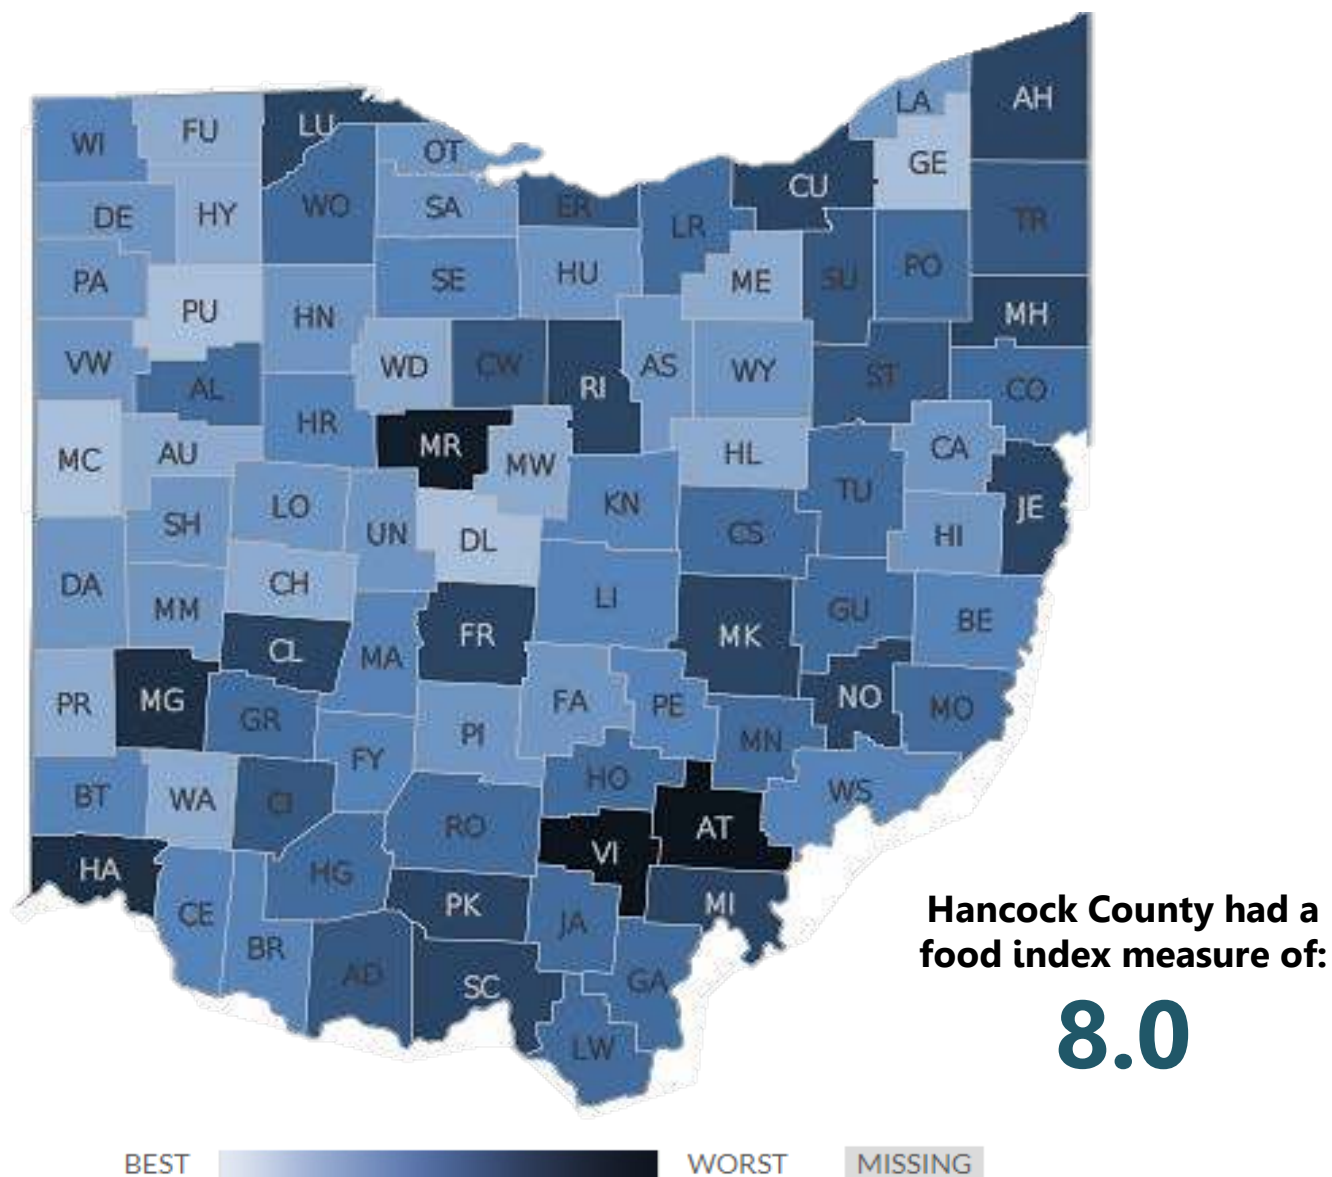 AH
LA
LU
FU
WI
OT
GE
CU
SA
WO
ER
HY
DE
TR
LR
PO
HU
SE
ME
SU
PA
PU
MH
HN
VW
WD
CW
AS
WY
ST
RI
CO
AL
HR
MR
CA
AU
HL
MC
MW
TU
KN
LO
JE
SH
UN
CS
HI
DL
CH
DA
LI
MM
GU
BE
FR
MK
CL
MA
NO
MG
FA
PR
PE
MO
GR
PI
MN
FY
HO
WS
BT
WA
CI
RO
AT
VI
HA
HG
PK
MI
CE
JA
BR
AD
GA
SC
LW
Hancock County had a
food index measure of:
8.0
BEST WORST MISSING